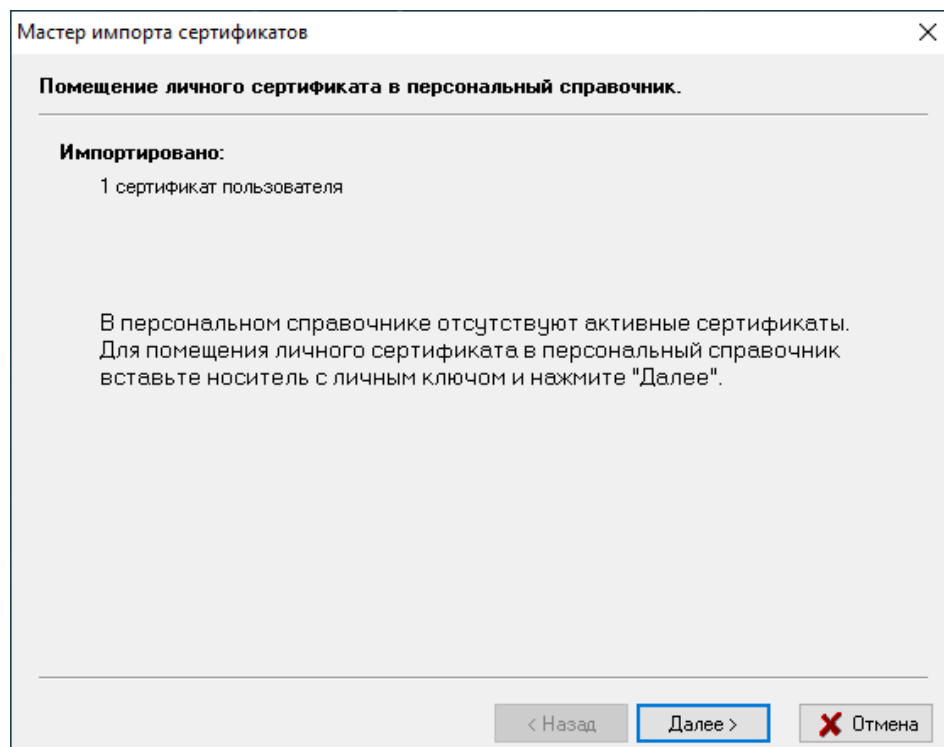 Мастер импорта сертификатов
Помещение личного сертификата в персональный справочник.
Импортировано:
1 сертификат пользователя
В персональном справочнике отсутствуют активные сертификаты.
Для помещения личного сертификата в персональный справочник
вставьте носитель с личным ключом и нажмите "Далее".
< Назад
Далее >
Отмена